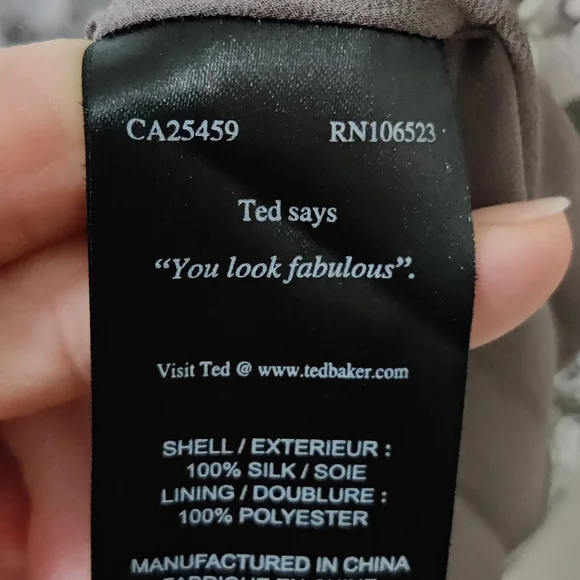 CA25459 RN106523
Ted says
“You look fabulous”.
Visit Ted @ www.tedbaker.com
SHELL / EXTERIEUR :
100% SILK / SOIE
LINING / DOUBLURE :
100% POLYESTER
MANUFACTURED IN CHINA